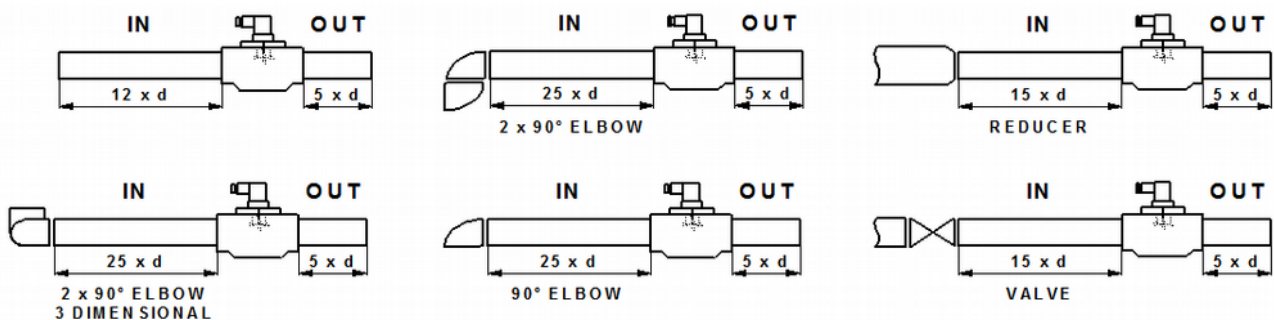 IN OUT
12 x d 5 x d
IN OUT
25 x d 5 x d
2 x 90° ELBOW
IN OUT
15 x d 5 x d
REDUCER
IN OUT
25 x d 5 x d
2 x 90° ELBOW
3 DIMENSIONAL
IN OUT
25 x d 5 x d
90° ELBOW
IN OUT
15 x d 5 x d
VALVE